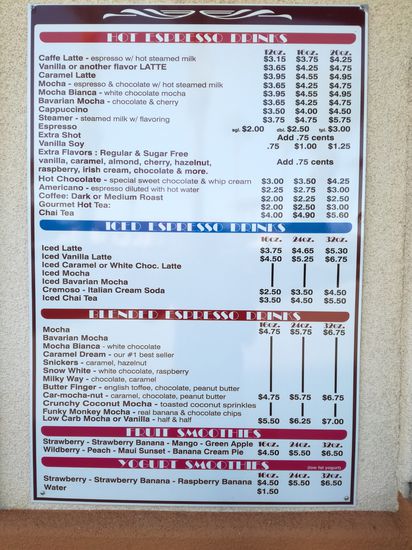 HOT ESPRESSO DRINKS
12oz. 16oz. 20oz.
Caffe Latte - espresso w/ hot steamed milk $3.15 $3.75 $4.25
Vanilla or another flavor LATTE $3.65 $4.25 $4.75
Caramel Latte $3.95 $4.55 $4.95
Mocha - espresso & chocolate w/ hot steamed milk $3.65 $4.25 $4.75
Mocha Bianca - white chocolate mocha $3.95 $4.55 $4.95
Bavarian Mocha - chocolate & cherry $3.65 $4.25 $4.75
Cappuccino $3.50 $4.00 $4.50
Steamer - steamed milk w/ flavoring $3.75 $4.75 $5.75
Espresso sgl. $2.00 dbl. $2.50 tpl. $3.00
Extra Shot Add .75 cents
Vanilla Soy .75 $1.00 $1.25
Extra Flavors : Regular & Sugar Free
vanilla, caramel, almond, cherry, hazelnut, Add .75 cents
raspberry, irish cream, chocolate & more.
Hot Chocolate - special sweet chocolate & whip cream $3.00 $3.50 $4.25
Americano - espresso diluted with hot water $2.25 $2.75 $3.00
Coffee: Dark or Medium Roast $2.00 $2.25 $2.50
Gourmet Hot Tea: $2.00 $2.50 $3.00
Chai Tea $4.00 $4.90 $5.60
ICED ESPRESSO DRINKS
16oz. 24oz. 32oz.
Iced Latte $3.75 $4.65 $5.30
Iced Vanilla Latte $4.50 $5.25 $6.75
Iced Caramel or White Choc. Latte
Iced Mocha
Iced Bavarian Mocha
Cremoso - Italian Cream Soda $2.50 $3.50 $4.50
Iced Chai Tea $3.50 $4.50 $5.50
BLENDED ESPRESSO DRINKS
16oz. 24oz. 32oz.
Mocha $4.75 $5.75 $6.75
Bavarian Mocha
Mocha Bianca - white chocolate
Caramel Dream - our #1 best seller
Snickers - caramel, hazelnut
Snow White - white chocolate, raspberry
Milky Way - chocolate, caramel
Butter Finger - english toffee, chocolate, peanut butter
Car-mocha-nut - caramel, chocolate, peanut butter $4.75 $5.75 $6.75
Crunchy Coconut Mocha - toasted coconut sprinkles
Funky Monkey Mocha - real banana & chocolate chips
Low Carb Mocha or Vanilla - half & half $5.50 $6.25 $7.00
FRUIT SMOOTHIES
Strawberry - Strawberry Banana - Mango - Green Apple 16oz. 24oz. 32oz.
Wildberry - Peach - Maui Sunset - Banana Cream Pie $4.50 $5.50 $6.50
YOGURT SMOOTHIES (low fat yogurt)
16oz. 24oz. 32oz.
Strawberry - Strawberry Banana - Raspberry Banana $4.50 $5.50 $6.50
Water $1.50